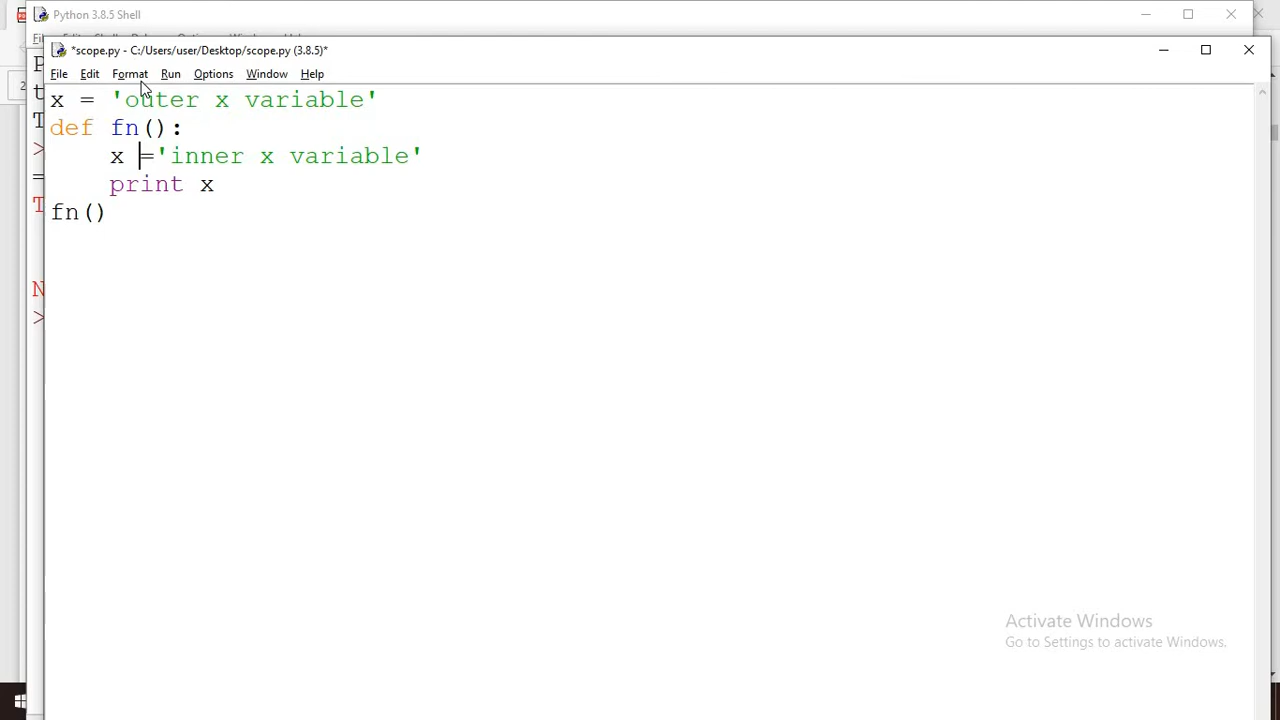 Python 3.8.5 Shell
*scope.py - C:/Users/user/Desktop/scope.py (3.8.5)*
File Edit Format Run Options Window Help
x = 'outer x variable'
def fn():
    x ='inner x variable'
    print x
fn()
Activate Windows
Go to Settings to activate Windows.